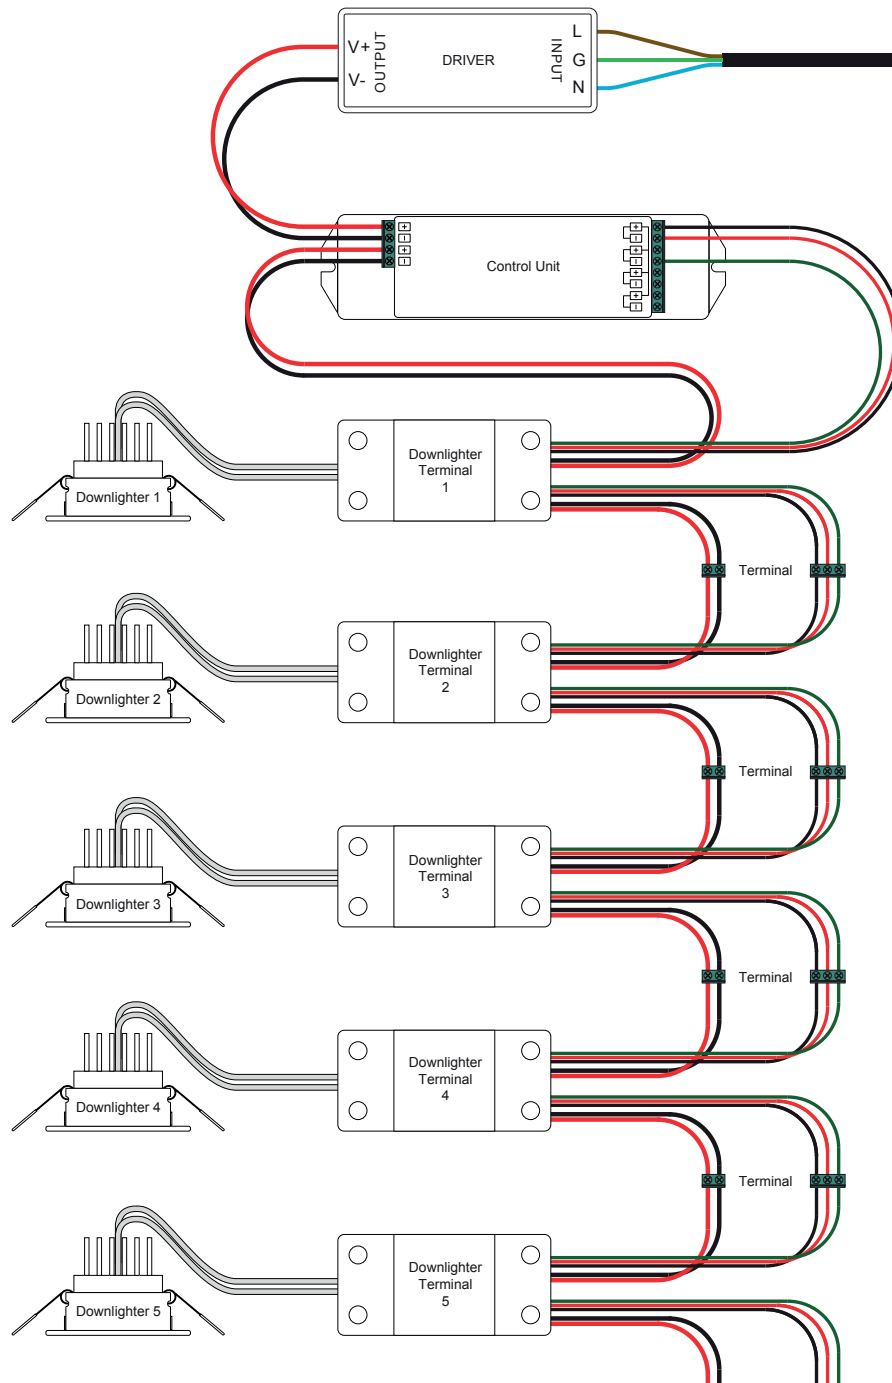 V+
V-
OUTPUT
DRIVER
INPUT
L
G
N
+
-
+
-
Control Unit
+
-
+
-
+
-
+
-
Downlighter 1
Downlighter
Terminal
1
Terminal
Downlighter 2
Downlighter
Terminal
2
Terminal
Downlighter 3
Downlighter
Terminal
3
Terminal
Downlighter 4
Downlighter
Terminal
4
Terminal
Downlighter 5
Downlighter
Terminal
5